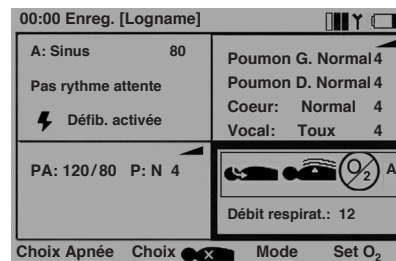 00:00 Enreg. [Logname]
A: Sinus 80
Pas rythme attente
Défib. activée
Poumon G. Normal 4
Poumon D. Normal 4
Coeur: Normal 4
Vocal: Toux 4
PA: 120/80 P: N 4
O2 A
Débit respirat.: 12
Choix Apnée Choix Mode Set O2